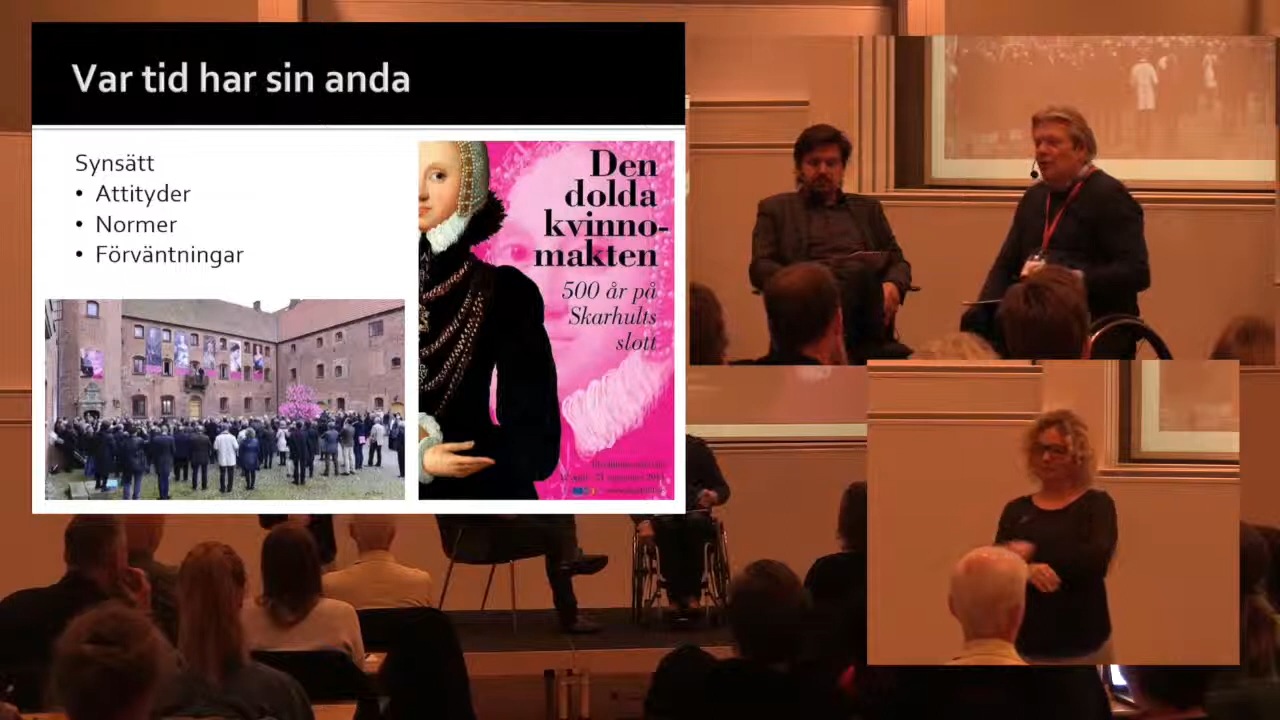 Var tid har sin anda
Synsätt
• Attityder
• Normer
• Förväntningar
Den
dolda
kvinno-
makten
500 år på
Skarhults
slott